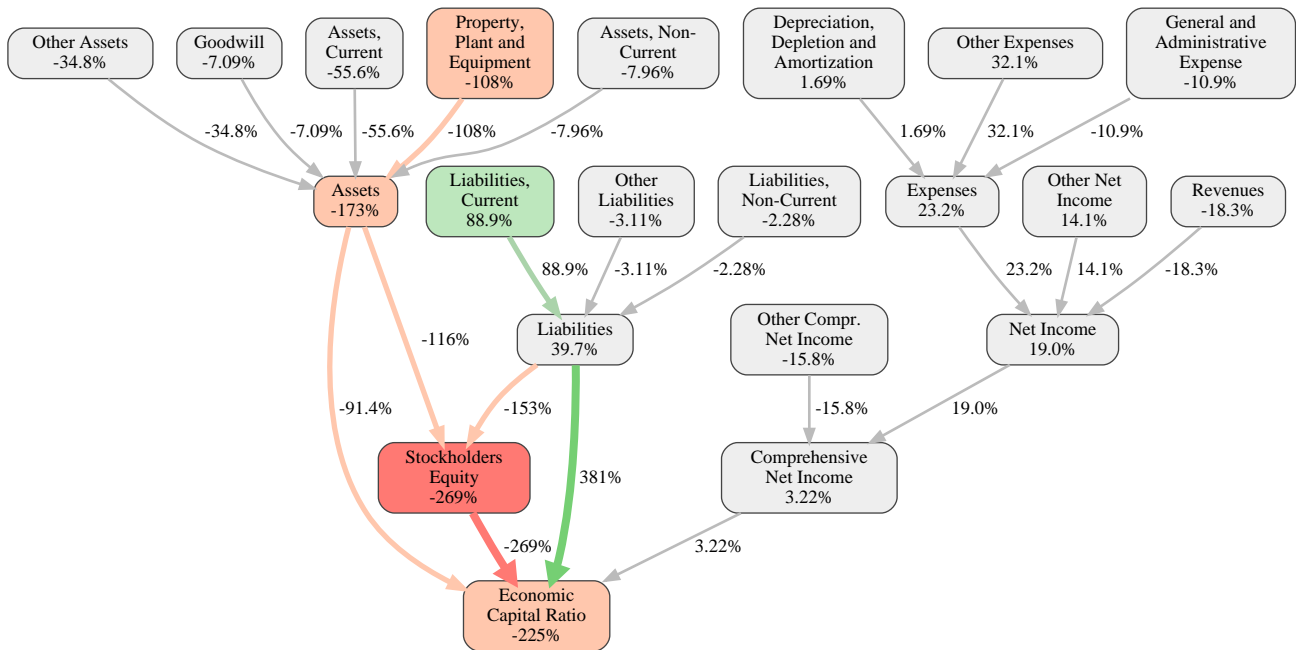 Other Assets
-34.8%
Goodwill
-7.09%
Assets,
Current
-55.6%
Property,
Plant and
Equipment
-108%
Assets, Non-
Current
-7.96%
Depreciation,
Depletion and
Amortization
1.69%
Other Expenses
32.1%
General and
Administrative
Expense
-10.9%
-34.8%
-7.09%
-55.6%
-108%
-7.96%
1.69%
32.1%
-10.9%
Assets
-173%
Liabilities,
Current
88.9%
Other
Liabilities
-3.11%
Liabilities,
Non-Current
-2.28%
Expenses
23.2%
Other Net
Income
14.1%
Revenues
-18.3%
88.9%
-3.11%
-2.28%
23.2%
14.1%
-18.3%
-116%
Liabilities
39.7%
Other Compr.
Net Income
-15.8%
Net Income
19.0%
-91.4%
-153%
-15.8%
19.0%
Stockholders
Equity
-269%
381%
Comprehensive
Net Income
3.22%
-269%
3.22%
Economic
Capital Ratio
-225%